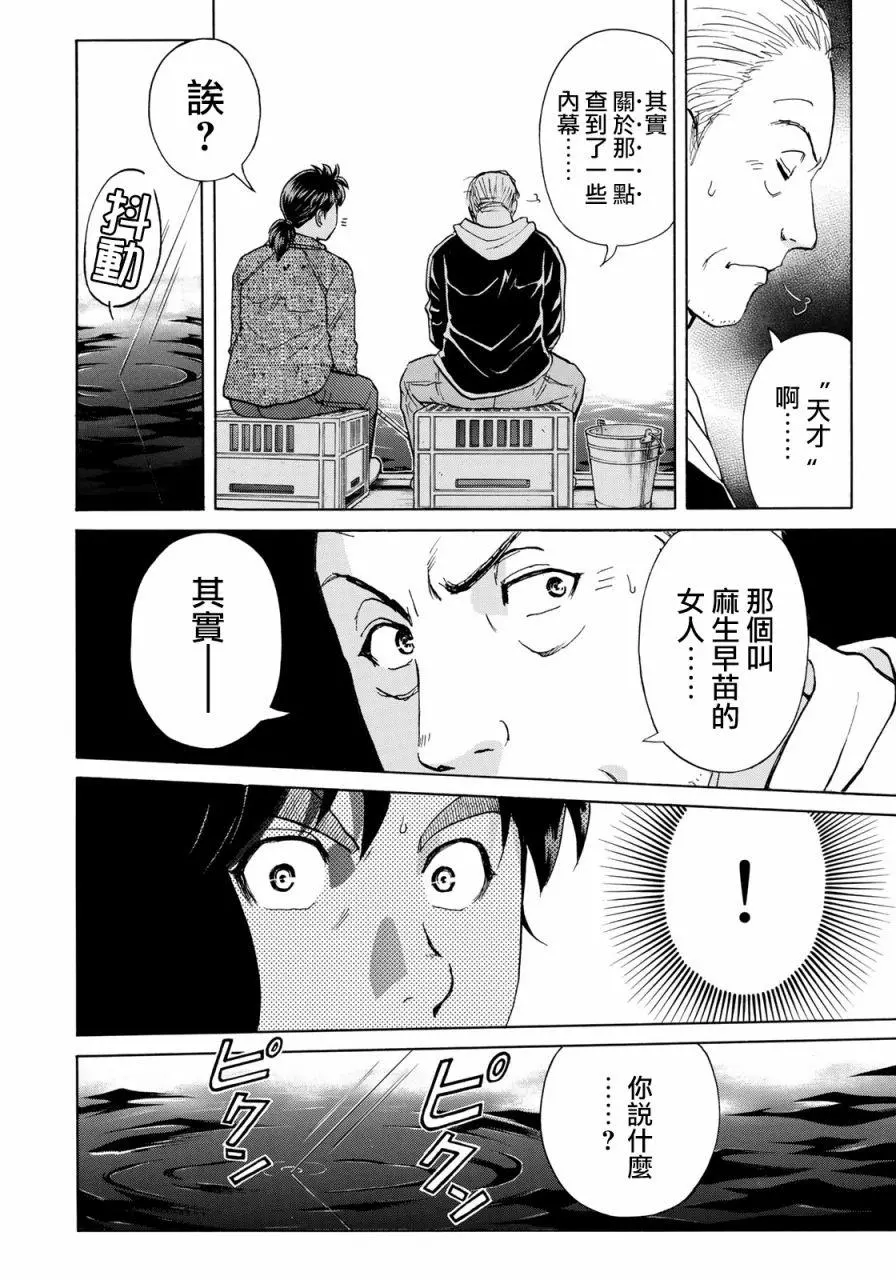 〝天才〟
啊……
其實
關於那一點
查到了一些
內幕……
誒？
抖動
那個叫
麻生早苗的
女人……
其實——
！
你説什麼
……？
ピクン
ピクン